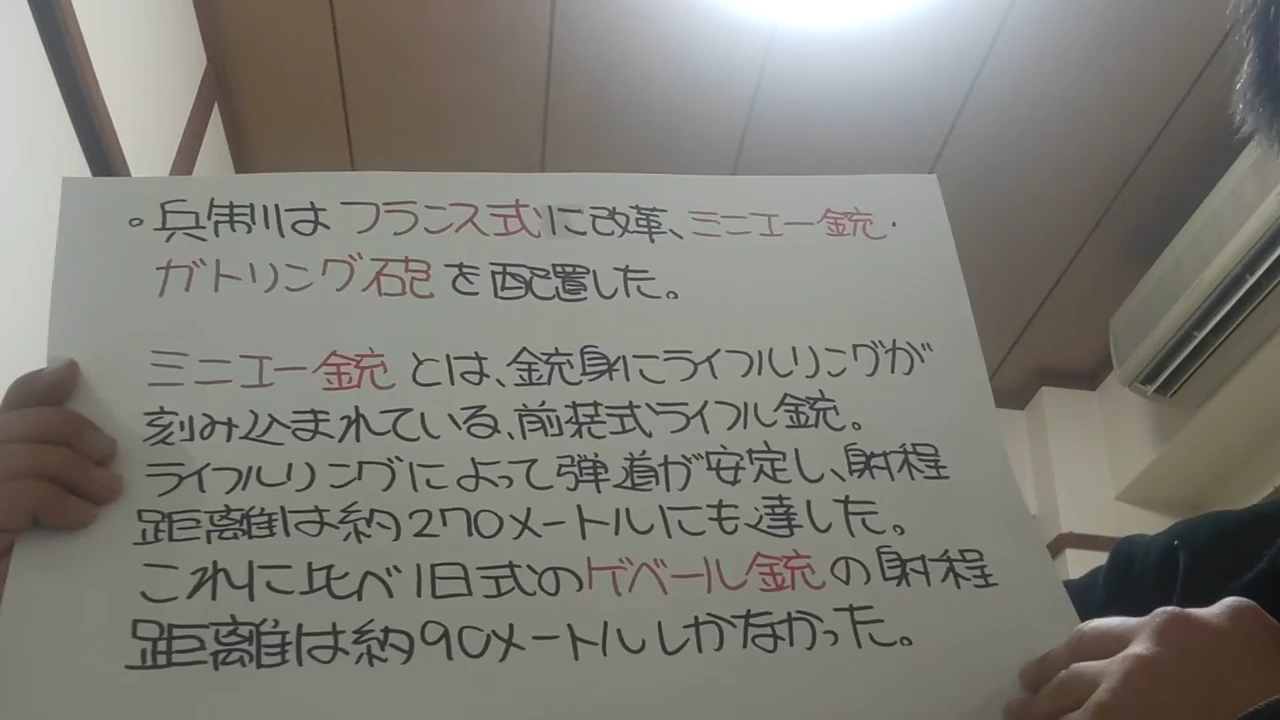 。兵制はフランス式に改革、ミニエー銃・
ガトリング砲を配置した。
ミニエー銃とは、銃身にライフルリングが
刻み込まれている、前装式ライフル銃。
ライフルリングによって弾道が安定し、射程
距離は約270メートルにも達した。
これに比べ旧式のゲベール銃の射程
距離は約90メートルしかなかった。